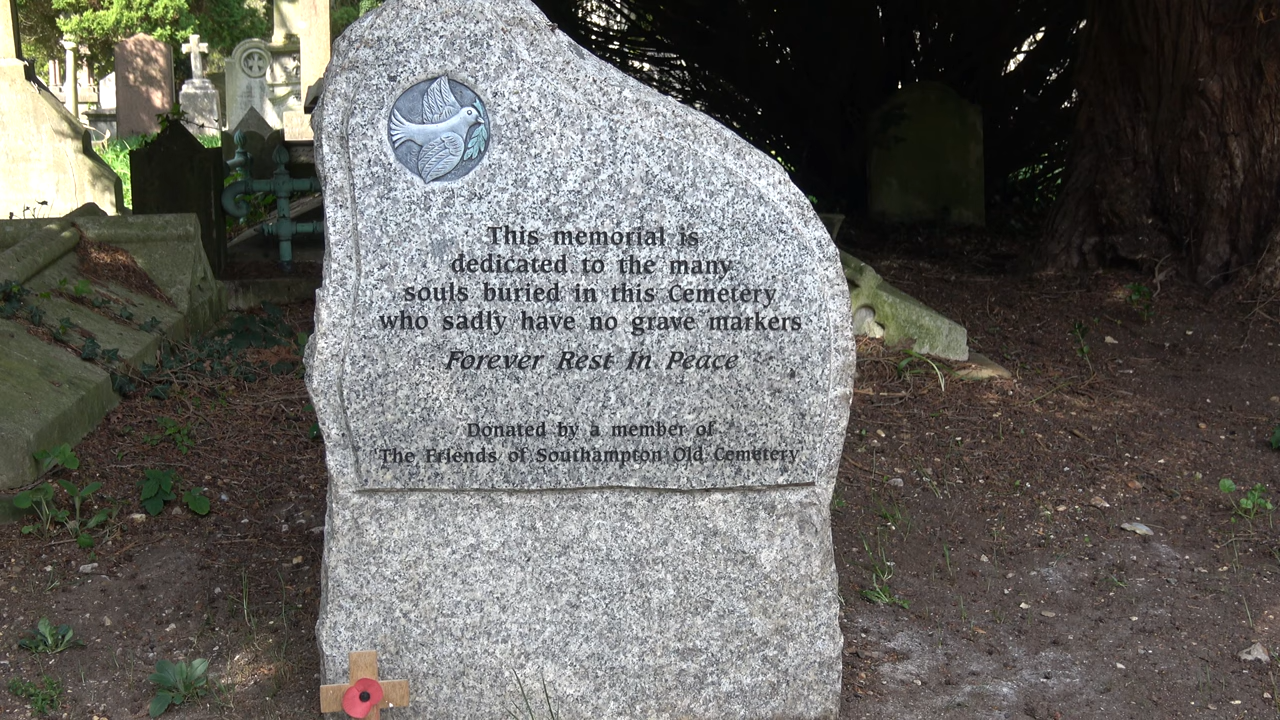 This memorial is
dedicated to the many
souls buried in this Cemetery
who sadly have no grave markers
Forever Rest In Peace
Donated by a member of
'The Friends of Southampton Old Cemetery'